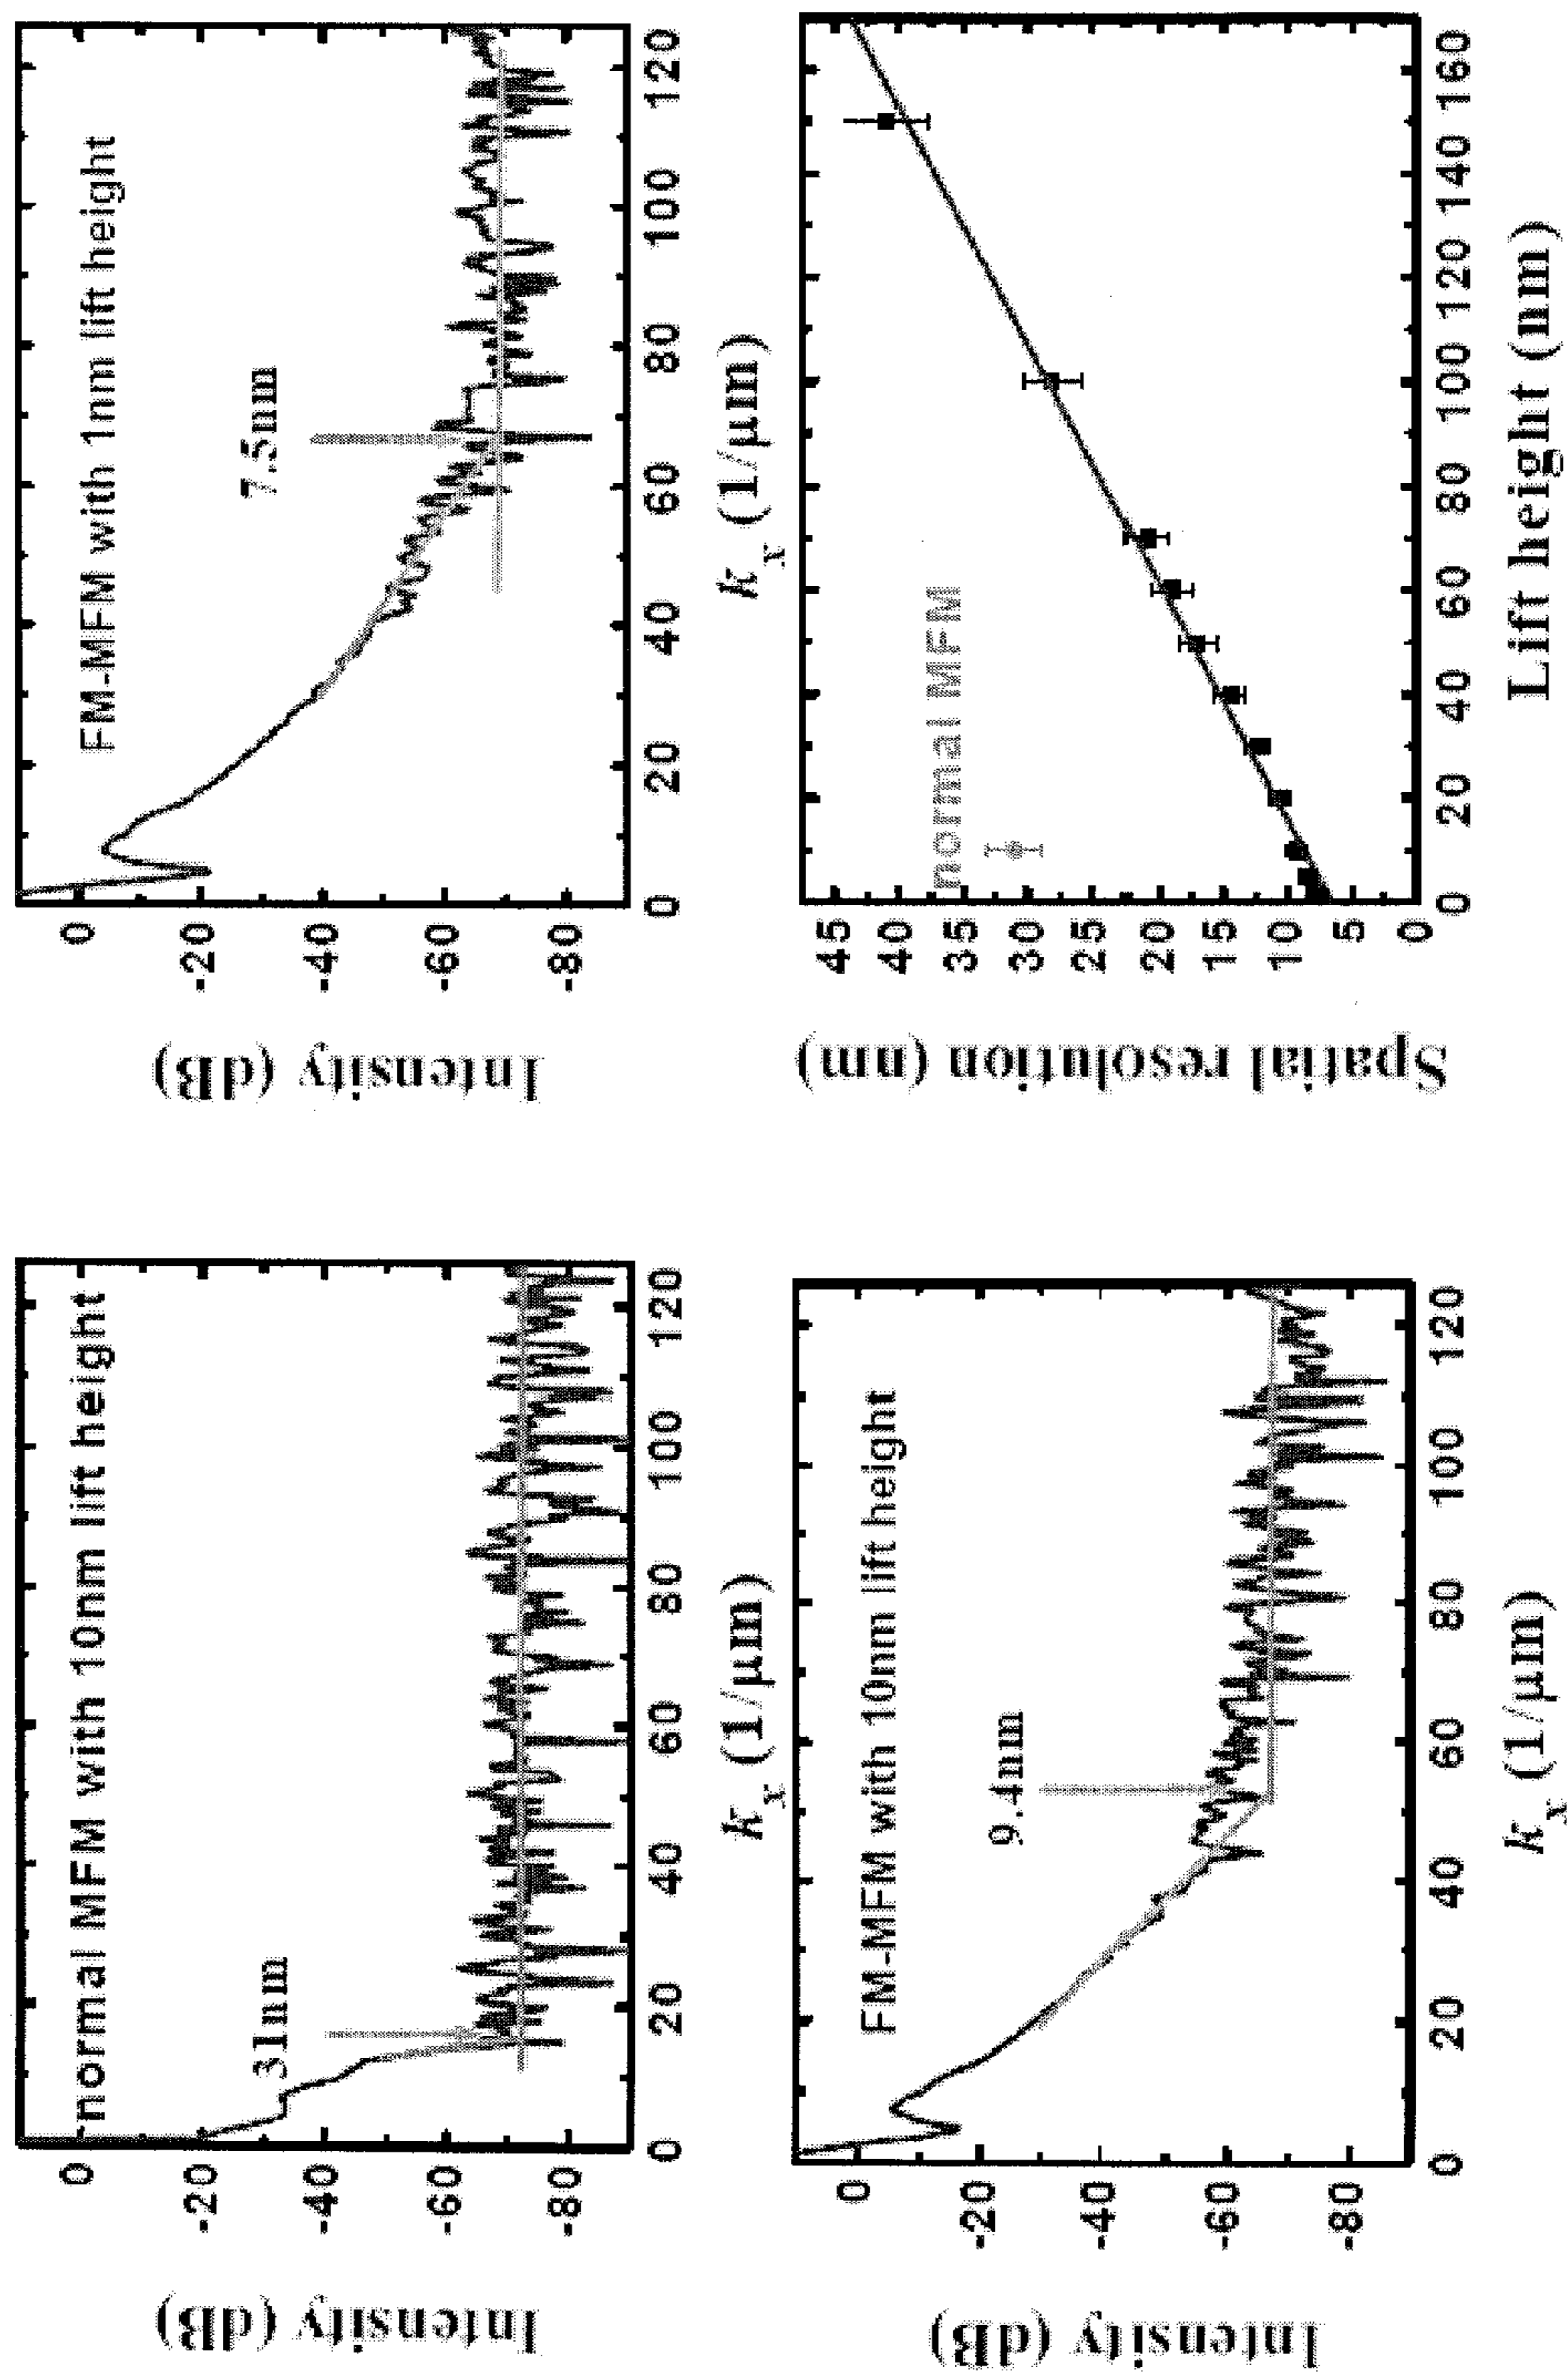 normal MFM with 10nm lift height
31nm
0
-20
-40
-60
-80
Intensity (dB)
0 20 40 60 80 100 120
kx (1/μm)
FM-MFM with 1nm lift height
7.5nm
0
-20
-40
-60
-80
Intensity (dB)
0 20 40 60 80 100 120
kx (1/μm)
FM-MFM with 10nm lift height
9.4nm
0
-20
-40
-60
-80
Intensity (dB)
0 20 40 60 80 100 120
kx (1/μm)
normal MFM
45
40
35
30
25
20
15
10
5
0
Spatial resolution (nm)
0 20 40 60 80 100 120 140 160
Lift height (nm)